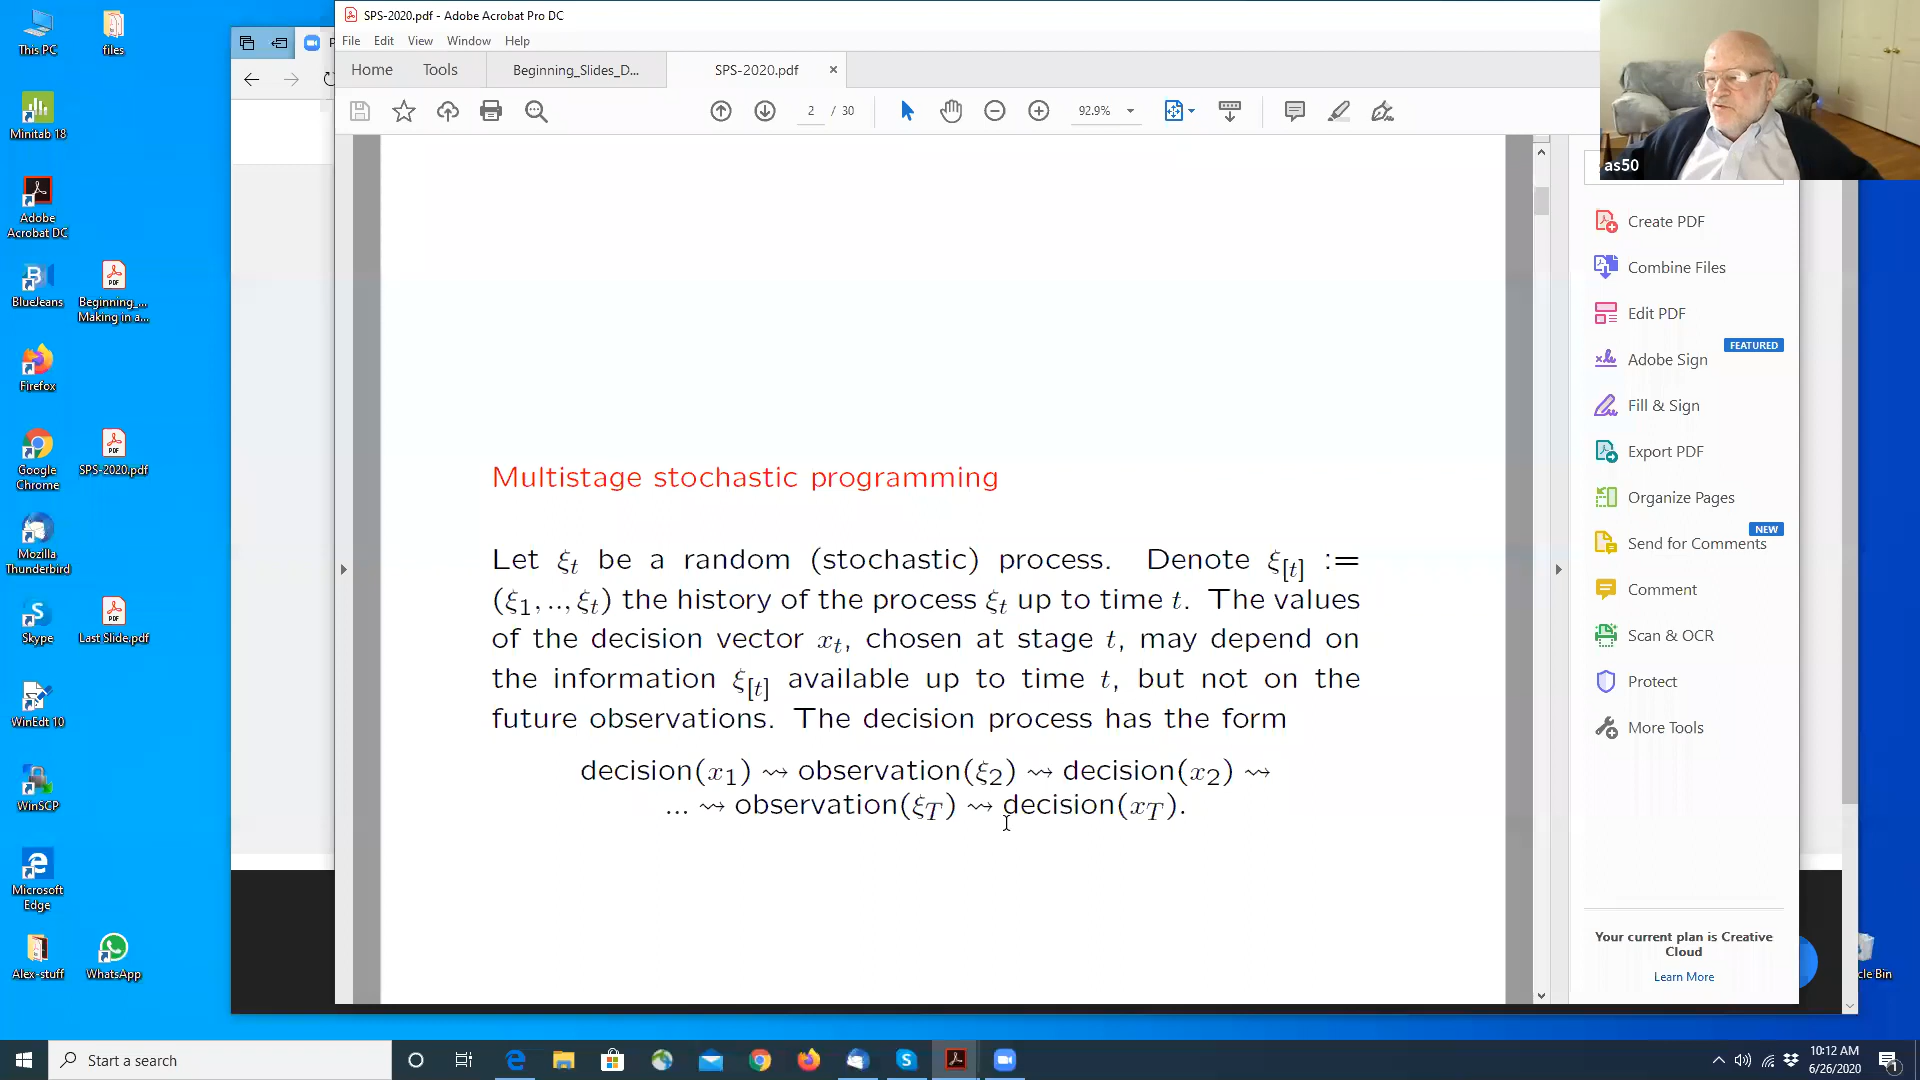 SPS-2020.pdf - Adobe Acrobat Pro DC
File Edit View Window Help
Home Tools Beginning_Slides_D... SPS-2020.pdf ×
2 / 30 92.9%
as50
This PC
files
Minitab 18
Adobe
Acrobat DC
BlueJeans
Beginning_...
Making in a...
Firefox
Google
Chrome
SPS-2020.pdf
Mozilla
Thunderbird
Skype
Last Slide.pdf
WinEdt 10
WinSCP
Microsoft
Edge
Alex-stuff
WhatsApp
Multistage stochastic programming
Let ξ_t be a random (stochastic) process. Denote ξ_[t] :=
(ξ_1, .., ξ_t) the history of the process ξ_t up to time t. The values
of the decision vector x_t, chosen at stage t, may depend on
the information ξ_[t] available up to time t, but not on the
future observations. The decision process has the form
decision(x_1) ⇝ observation(ξ_2) ⇝ decision(x_2) ⇝
... ⇝ observation(ξ_T) ⇝ decision(x_T).
Create PDF
Combine Files
Edit PDF
FEATURED
Adobe Sign
Fill & Sign
Export PDF
Organize Pages
NEW
Send for Comments
Comment
Scan & OCR
Protect
More Tools
Your current plan is Creative
Cloud
Learn More
cle Bin
Start a search
10:12 AM
6/26/2020
1